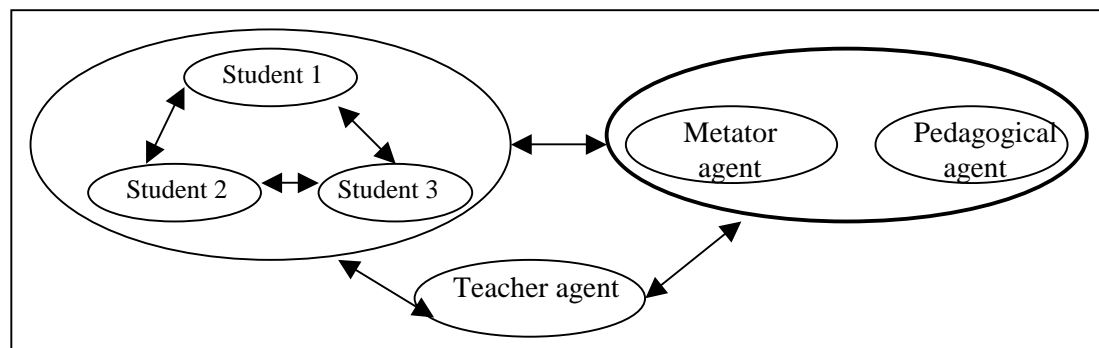 Student 1
Student 2
Student 3
Metator
agent
Pedagogical
agent
Teacher agent